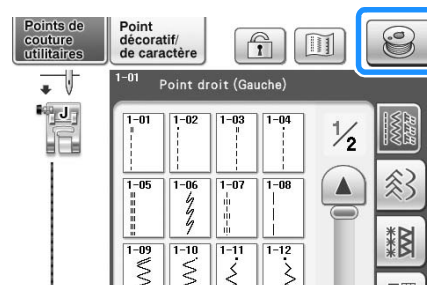 Points de
couture
utilitaires
Point
décoratif/
de caractère
1-01
Point droit (Gauche)
J
1-01 1-02 1-03 1-04
1/2
1-05 1-06 1-07 1-08
1-09 1-10 1-11 1-12